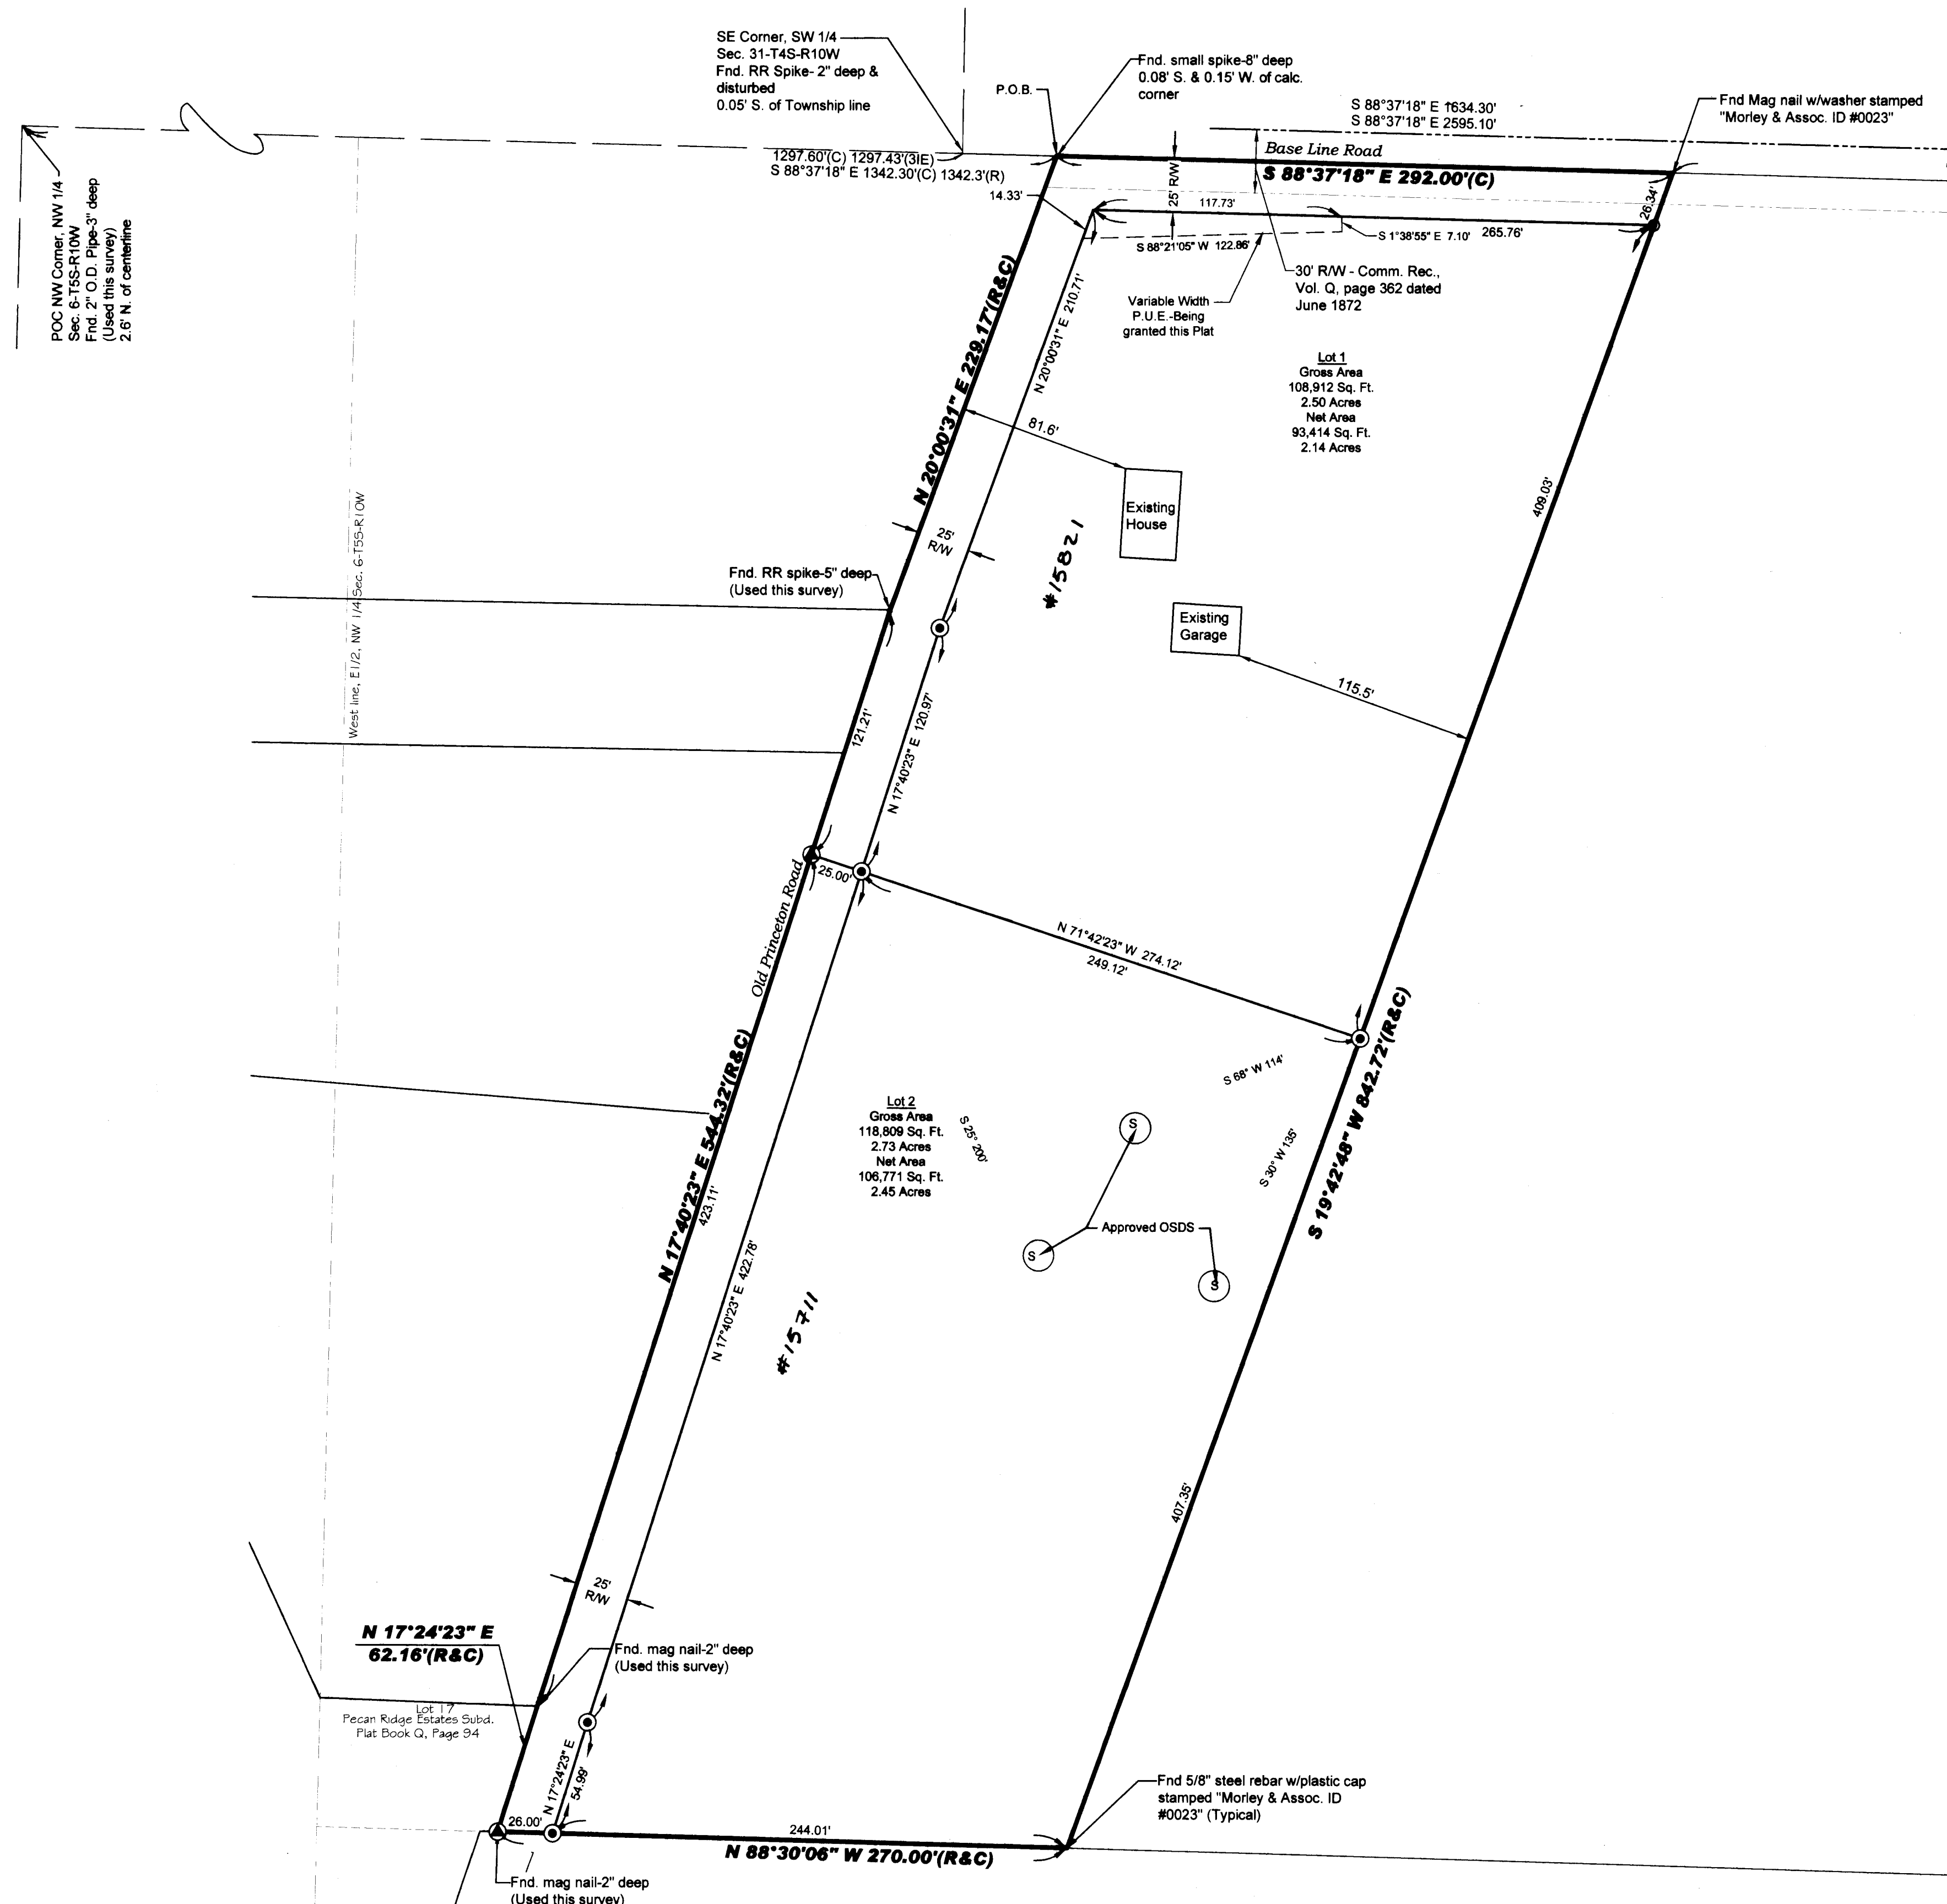 SE Corner, SW 1/4
Sec. 31-T4S-R10W
Fnd. RR Spike- 2" deep &
disturbed
0.05' S. of Township line
P.O.B.
Fnd. small spike-8" deep
0.08' S. & 0.15' W. of calc.
corner
S 88°37'18" E 1634.30'
S 88°37'18" E 2595.10'
Fnd Mag nail w/washer stamped
"Morley & Assoc. ID #0023"
POC NW Corner, NW 1/4
Sec. 6-T5S-R10W
Fnd. 2" O.D. Pipe-3" deep
(Used this survey)
2.6' N. of centerline
1297.60'(C) 1297.43'(3IE)
S 88°37'18" E 1342.30'(C) 1342.3'(R)
Base Line Road
S 88°37'18" E 292.00'(C)
14.33'
25' R/W
117.73'
26.34'
S 88°21'05" W 122.86'
S 1°38'55" E 7.10'
265.76'
30' R/W - Comm. Rec.,
Vol. Q, page 362 dated
June 1872
Variable Width
P.U.E.-Being
granted this Plat
N 20°00'31" E 229.17'(R&C)
N 20°00'31" E 210.71'
Lot 1
Gross Area
108,912 Sq. Ft.
2.50 Acres
Net Area
93,414 Sq. Ft.
2.14 Acres
81.6'
Existing
House
409.03'
25'
R/W
#15821
West line, E1/2, NW 1/4 Sec. 6-T5S-R10W
Fnd. RR spike-5" deep
(Used this survey)
Existing
Garage
115.5'
121.21'
N 17°40'23" E 120.97'
25.00'
Old Princeton Road
N 71°42'23" W 274.12'
249.12'
S 19°42'48" W 842.72'(R&C)
N 17°40'23" E 544.32'(R&C)
423.11'
S 68° W 114'
Lot 2
Gross Area
118,809 Sq. Ft.
2.73 Acres
Net Area
106,771 Sq. Ft.
2.45 Acres
S 25° 200'
S
S 30° W 135'
Approved OSDS
S
S
N 17°40'23" E 422.78'
#15711
407.35'
25'
R/W
N 17°24'23" E
62.16'(R&C)
Fnd. mag nail-2" deep
(Used this survey)
Lot 17
Pecan Ridge Estates Subd.
Plat Book Q, Page 94
N 17°24'23" E
54.99'
Fnd 5/8" steel rebar w/plastic cap
stamped "Morley & Assoc. ID
#0023" (Typical)
26.00'
244.01'
N 88°30'06" W 270.00'(R&C)
Fnd. mag nail-2" deep
(Used this survey)